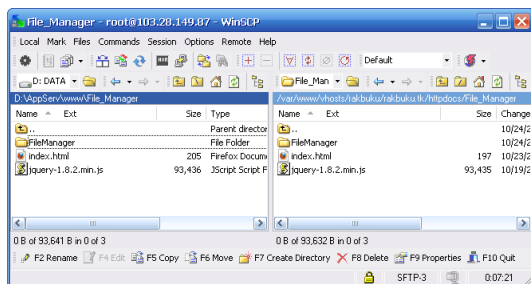 File_Manager - root@103.28.149.87 - WinSCP
Local Mark Files Commands Session Options Remote Help
Default
D: DATA
File_Man
D:\AppServ\www\File_Manager
/var/www/vhosts/rakbuku/rakbuku.tk/httpdocs/File_Manager
Name Ext Size Type
Name Ext Size Change
.. Parent director
.. 10/24/2
FileManager File Folder
FileManager 10/24/2
index.html 205 Firefox Docum
index.html 197 10/23/2
jquery-1.8.2.min.js 93,436 JScript Script F
jquery-1.8.2.min.js 93,435 10/19/2
0 B of 93,641 B in 0 of 3
0 B of 93,632 B in 0 of 3
F2 Rename F4 Edit F5 Copy F6 Move F7 Create Directory F8 Delete F9 Properties F10 Quit
SFTP-3 0:07:21